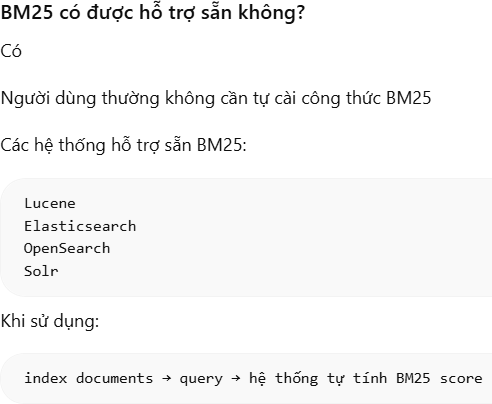 BM25 có được hỗ trợ sẵn không?
Có
Người dùng thường không cần tự cài công thức BM25
Các hệ thống hỗ trợ sẵn BM25:
Lucene
Elasticsearch
OpenSearch
Solr
Khi sử dụng:
index documents → query → hệ thống tự tính BM25 score